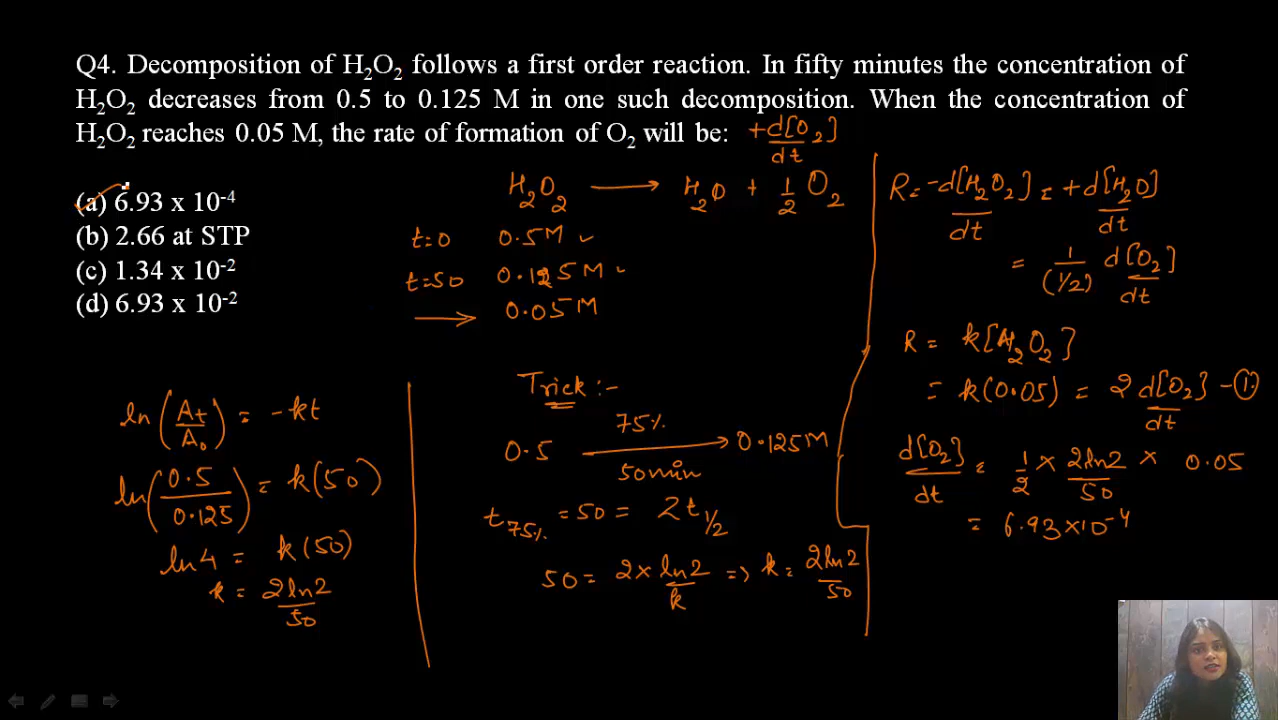 Q4. Decomposition of H₂O₂ follows a first order reaction. In fifty minutes the concentration of
H₂O₂ decreases from 0.5 to 0.125 M in one such decomposition. When the concentration of
H₂O₂ reaches 0.05 M, the rate of formation of O₂ will be:
+d[O₂]/dt
(a) 6.93 x 10⁻⁴
(b) 2.66 at STP
(c) 1.34 x 10⁻²
(d) 6.93 x 10⁻²
H₂O₂ ⟶ H₂O + 1/2 O₂
t=0 0.5M ✓
t=50 0.125M ✓
⟶ 0.05M
ln(At/A₀) = -kt
ln(0.5/0.125) = k(50)
ln4 = k(50)
k = 2ln2/50
Trick:-
0.5 ⟶ 0.125M
75%
50min
t75% = 50 = 2t1/2
50 = 2 x ln2/k => k = 2ln2/50
R = -d[H₂O₂]/dt = +d[H₂O]/dt
= 1/(1/2) d[O₂]/dt
R = k[H₂O₂]
= k(0.05) = 2 d[O₂]/dt -①
d[O₂]/dt = 1/2 x 2ln2/50 x 0.05
= 6.93x10⁻⁴